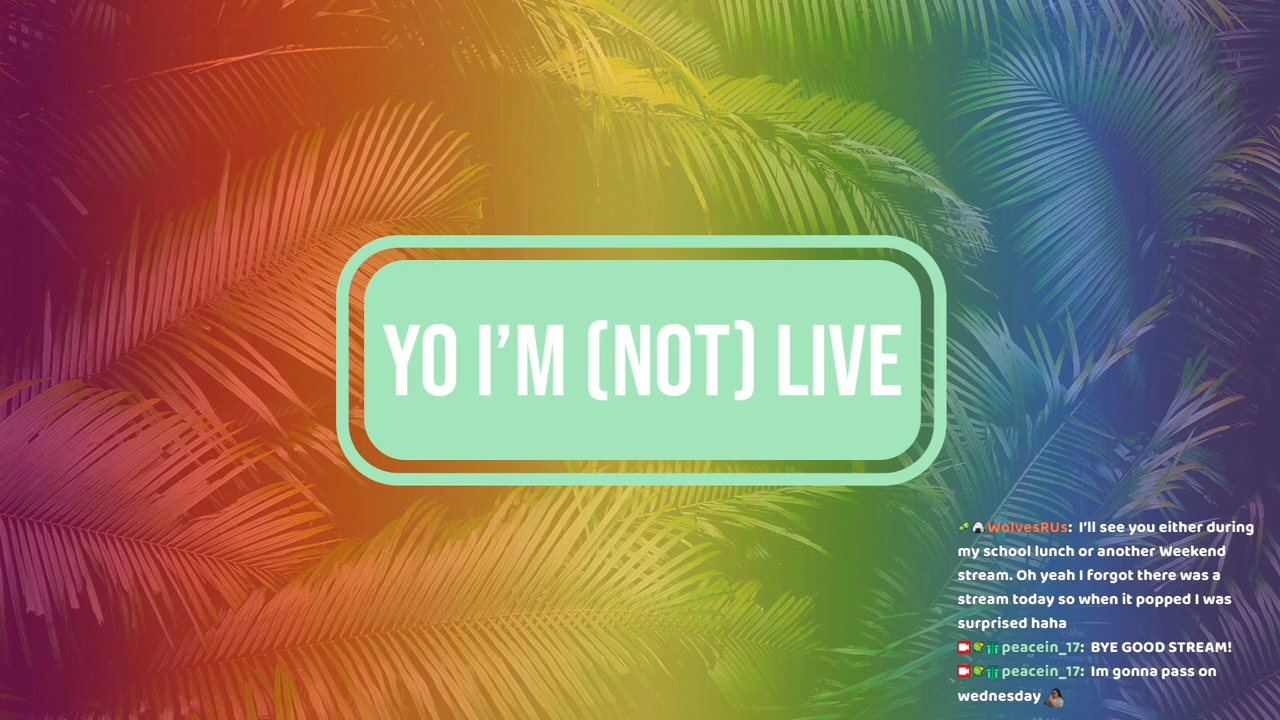 YO I'M (NOT) LIVE
WolvesRUs: I'll see you either during
my school lunch or another Weekend
stream. Oh yeah I forgot there was a
stream today so when it popped I was
surprised haha
peacein_17: BYE GOOD STREAM!
peacein_17: Im gonna pass on
wednesday